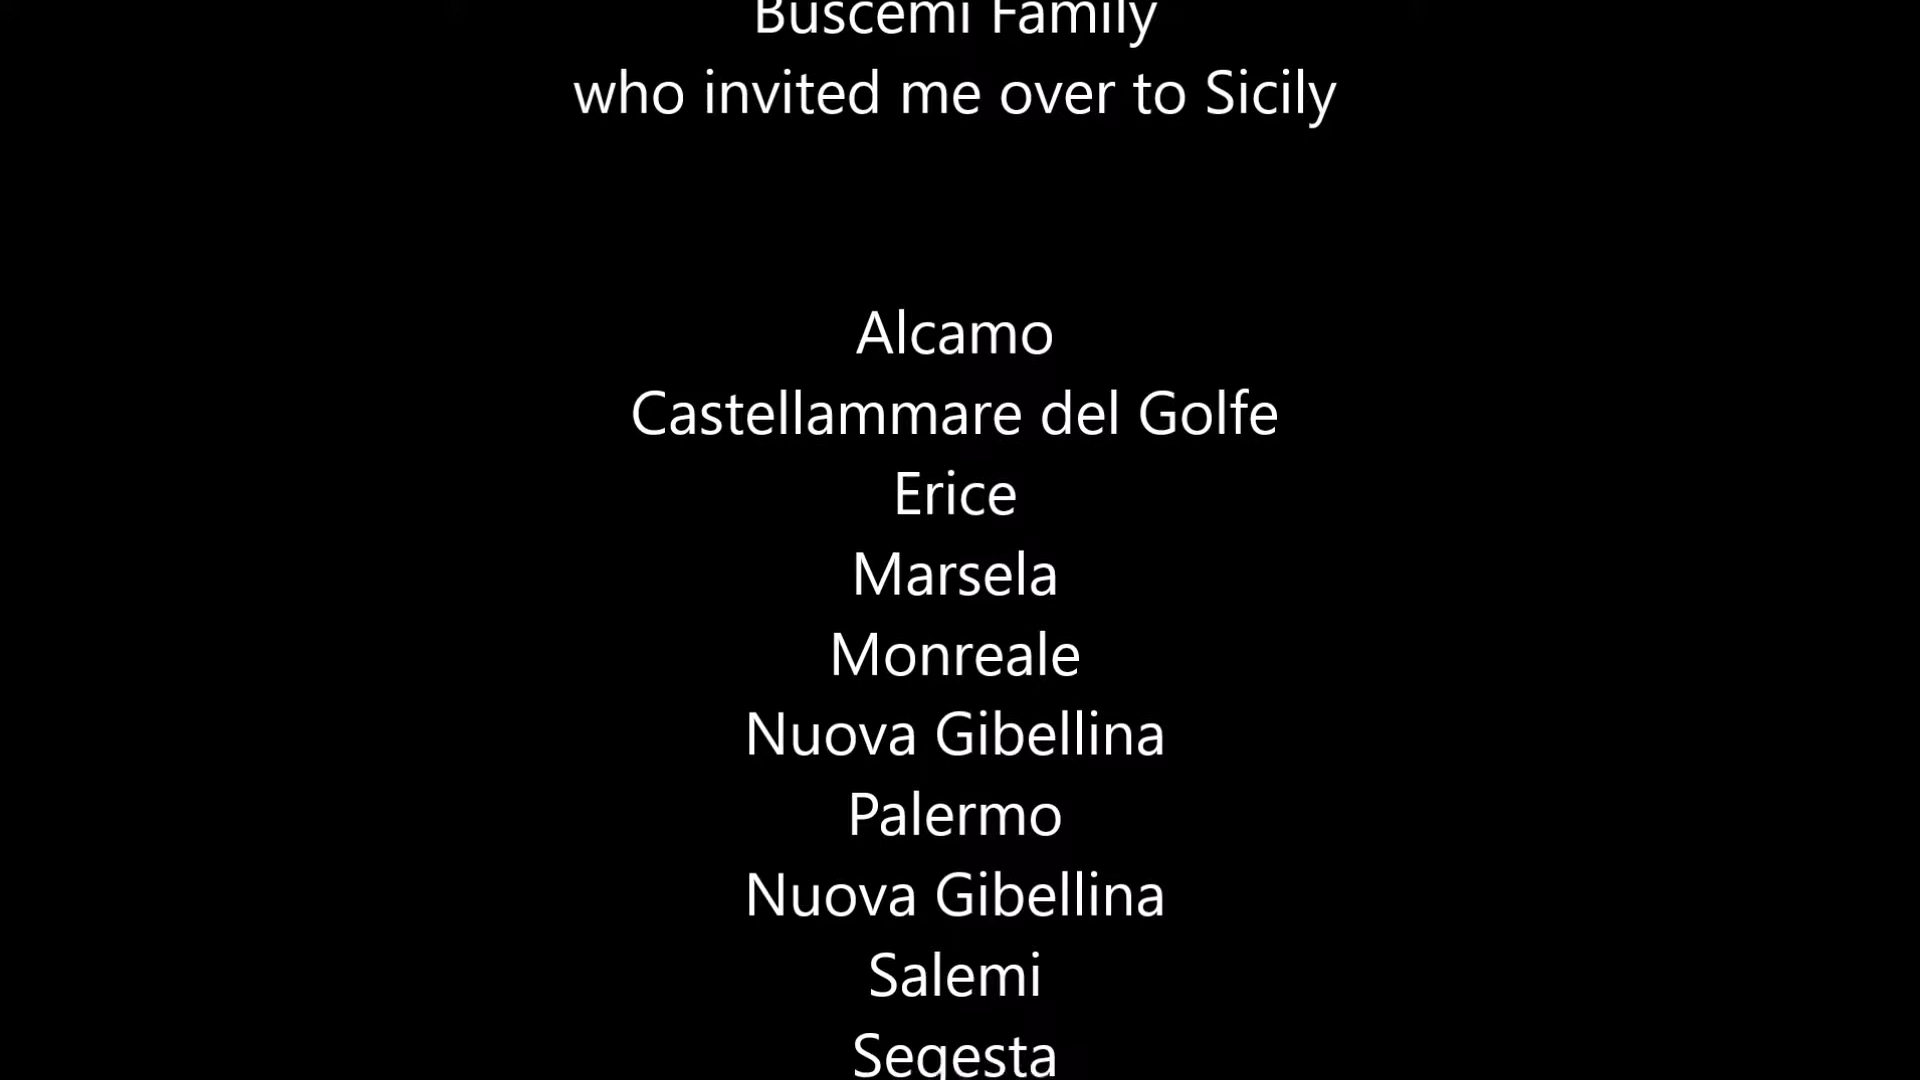 Buscemi Family
who invited me over to Sicily
Alcamo
Castellammare del Golfe
Erice
Marsela
Monreale
Nuova Gibellina
Palermo
Nuova Gibellina
Salemi
Segesta